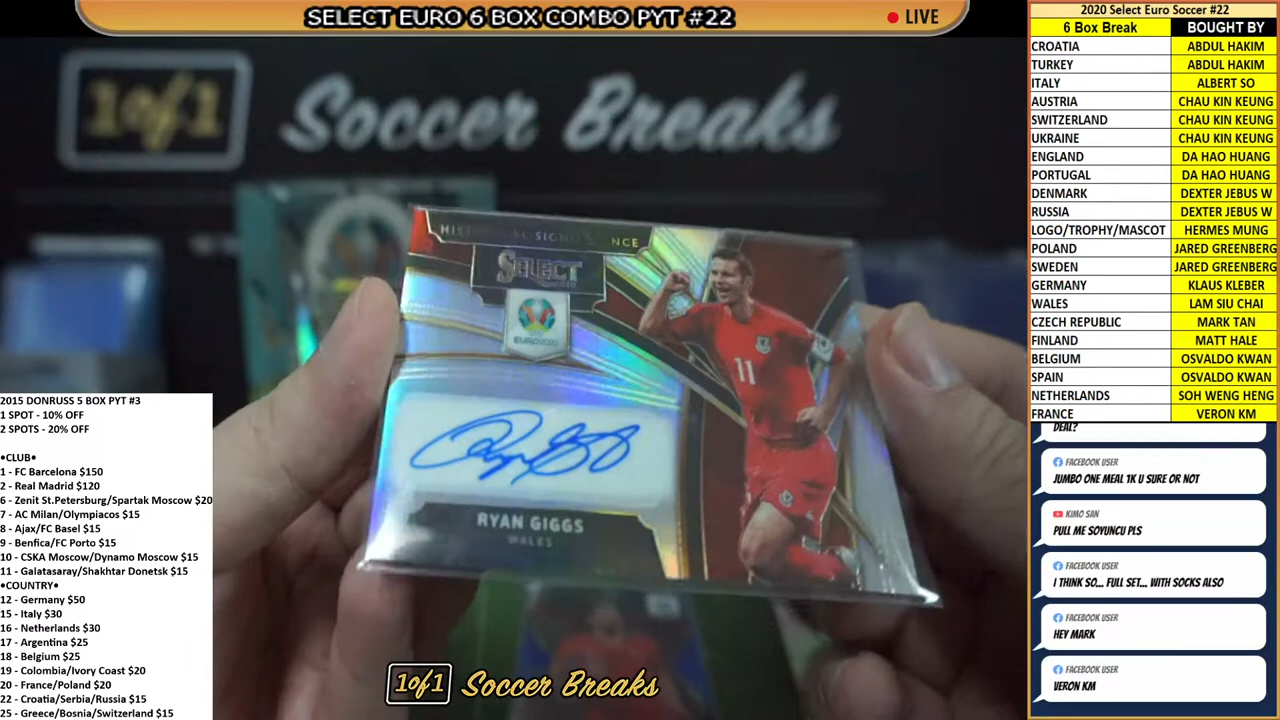 SELECT EURO 6 BOX COMBO PYT #22
LIVE
1of1 Soccer Breaks
SELECT
EURO2020
11
RYAN GIGGS
WALES
1of1 Soccer Breaks
2015 DONRUSS 5 BOX PYT #3
1 SPOT - 10% OFF
2 SPOTS - 20% OFF
•CLUB•
1 - FC Barcelona $150
2 - Real Madrid $120
6 - Zenit St.Petersburg/Spartak Moscow $20
7 - AC Milan/Olympiacos $15
8 - Ajax/FC Basel $15
9 - Benfica/FC Porto $15
10 - CSKA Moscow/Dynamo Moscow $15
11 - Galatasaray/Shakhtar Donetsk $15
•COUNTRY•
12 - Germany $50
15 - Italy $30
16 - Netherlands $30
17 - Argentina $25
18 - Belgium $25
19 - Colombia/Ivory Coast $20
20 - France/Poland $20
22 - Croatia/Serbia/Russia $15
25 - Greece/Bosnia/Switzerland $15
2020 Select Euro Soccer #22
6 Box Break BOUGHT BY
CROATIA ABDUL HAKIM
TURKEY ABDUL HAKIM
ITALY ALBERT SO
AUSTRIA CHAU KIN KEUNG
SWITZERLAND CHAU KIN KEUNG
UKRAINE CHAU KIN KEUNG
ENGLAND DA HAO HUANG
PORTUGAL DA HAO HUANG
DENMARK DEXTER JEBUS W
RUSSIA DEXTER JEBUS W
LOGO/TROPHY/MASCOT HERMES MUNG
POLAND JARED GREENBERG
SWEDEN JARED GREENBERG
GERMANY KLAUS KLEBER
WALES LAM SIU CHAI
CZECH REPUBLIC MARK TAN
FINLAND MATT HALE
BELGIUM OSVALDO KWAN
SPAIN OSVALDO KWAN
NETHERLANDS SOH WENG HENG
FRANCE VERON KM
DEAL?
FACEBOOK USER
JUMBO ONE MEAL 1K U SURE OR NOT
KIMO SAN
PULL ME SOYUNCU PLS
FACEBOOK USER
I THINK SO... FULL SET... WITH SOCKS ALSO
FACEBOOK USER
HEY MARK
FACEBOOK USER
VERON KM